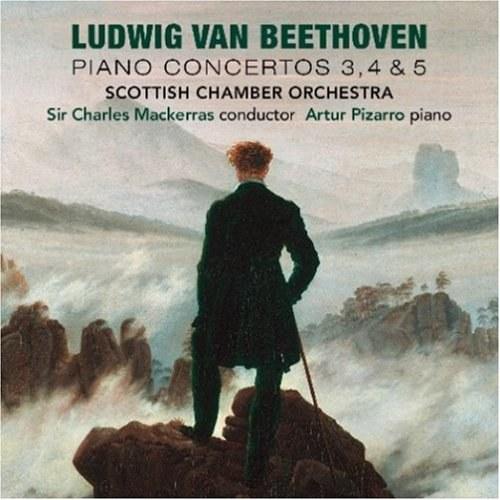 LUDWIG VAN BEETHOVEN
PIANO CONCERTOS 3, 4 & 5
SCOTTISH CHAMBER ORCHESTRA
Sir Charles Mackerras conductor Artur Pizarro piano